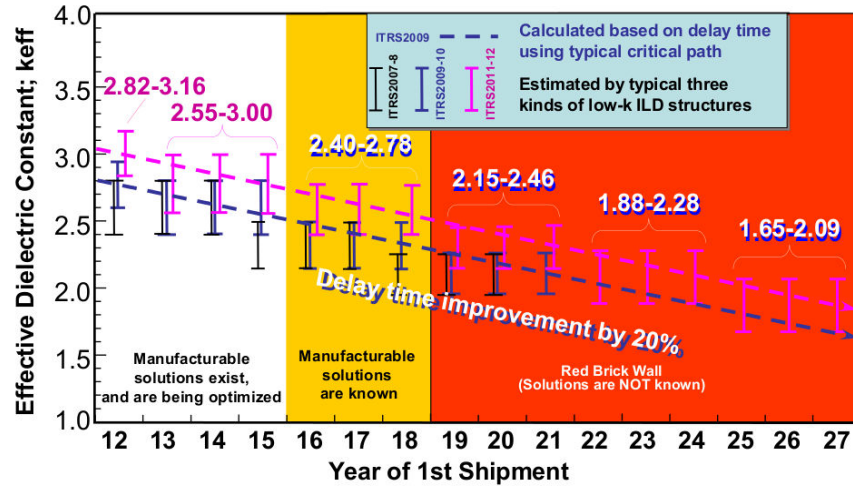 Effective Dielectric Constant; keff
4.0
3.5
3.0
2.5
2.0
1.5
1.0
ITRS2009
Calculated based on delay time
using typical critical path
ITRS2007-8
ITRS2009-10
ITRS2011-12
Estimated by typical three
kinds of low-k ILD structures
2.82-3.16
2.55-3.00
2.40-2.78
2.15-2.46
1.88-2.28
1.65-2.09
Delay time improvement by 20%
Manufacturable
solutions exist,
and are being optimized
Manufacturable
solutions
are known
Red Brick Wall
(Solutions are NOT known)
12 13 14 15 16 17 18 19 20 21 22 23 24 25 26 27
Year of 1st Shipment